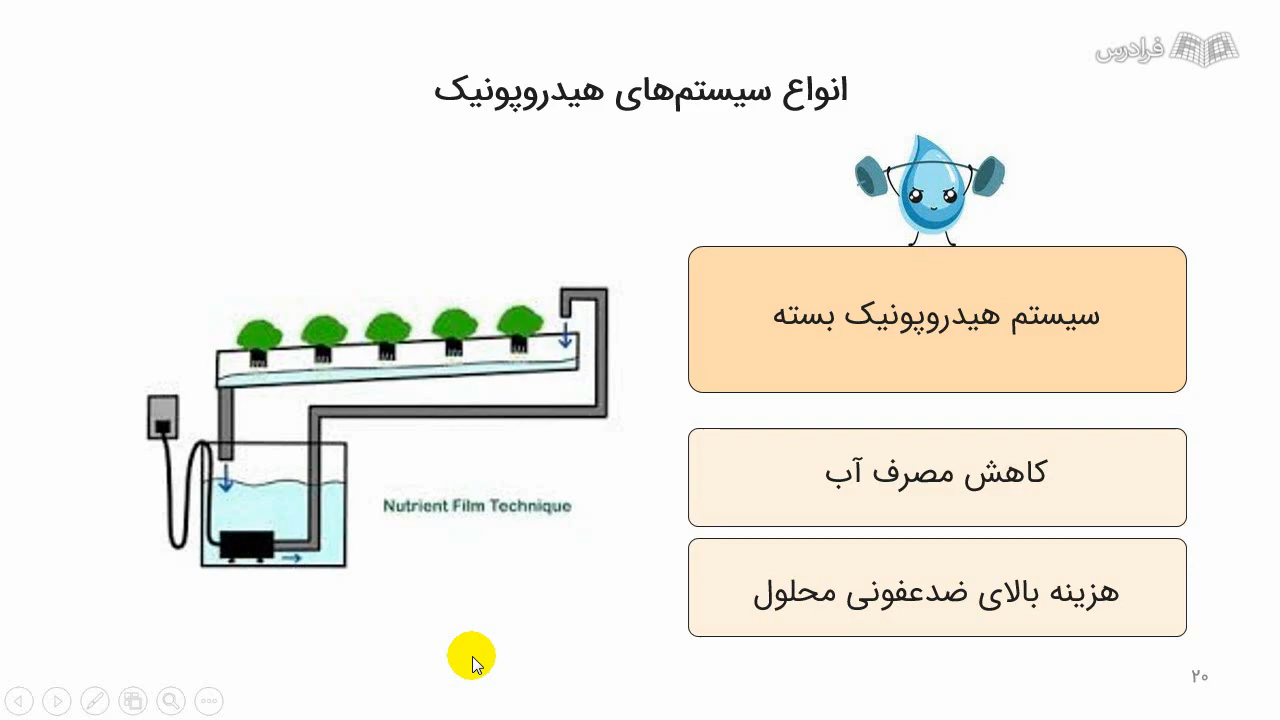 فرادرس
انواع سیستم‌های هیدروپونیک
سیستم هیدروپونیک بسته
کاهش مصرف آب
هزینه بالای ضدعفونی محلول
Nutrient Film Technique
۲۰